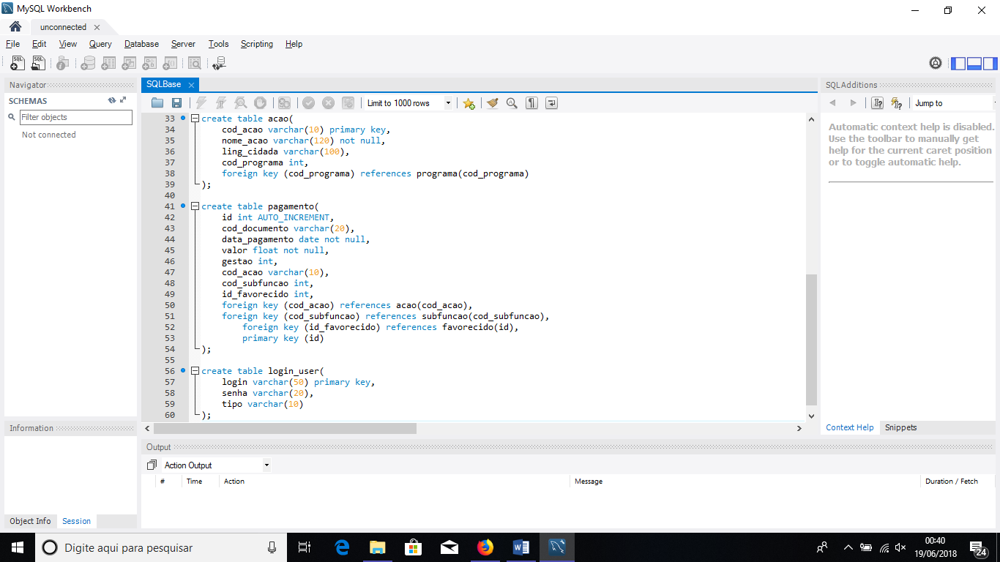 MySQL Workbench
unconnected
File Edit View Query Database Server Tools Scripting Help
Navigator
SCHEMAS
Filter objects
Not connected
SQLBase
Limit to 1000 rows
33 create table acao(
34 cod_acao varchar(10) primary key,
35 nome_acao varchar(120) not null,
36 ling_cidada varchar(100),
37 cod_programa int,
38 foreign key (cod_programa) references programa(cod_programa)
39 );
40
41 create table pagamento(
42 id int AUTO_INCREMENT,
43 cod_documento varchar(20),
44 data_pagamento date not null,
45 valor float not null,
46 gestao int,
47 cod_acao varchar(10),
48 cod_subfuncao int,
49 id_favorecido int,
50 foreign key (cod_acao) references acao(cod_acao),
51 foreign key (cod_subfuncao) references subfuncao(cod_subfuncao),
52 foreign key (id_favorecido) references favorecido(id),
53 primary key (id)
54 );
55
56 create table login_user(
57 login varchar(50) primary key,
58 senha varchar(20),
59 tipo varchar(10)
60 );
SQLAdditions
Jump to
Automatic context help is disabled.
Use the toolbar to manually get
help for the current caret position
or to toggle automatic help.
Context Help Snippets
Information
Object Info Session
Output
Action Output
# Time Action Message Duration / Fetch
Digite aqui para pesquisar
00:40
19/06/2018
24